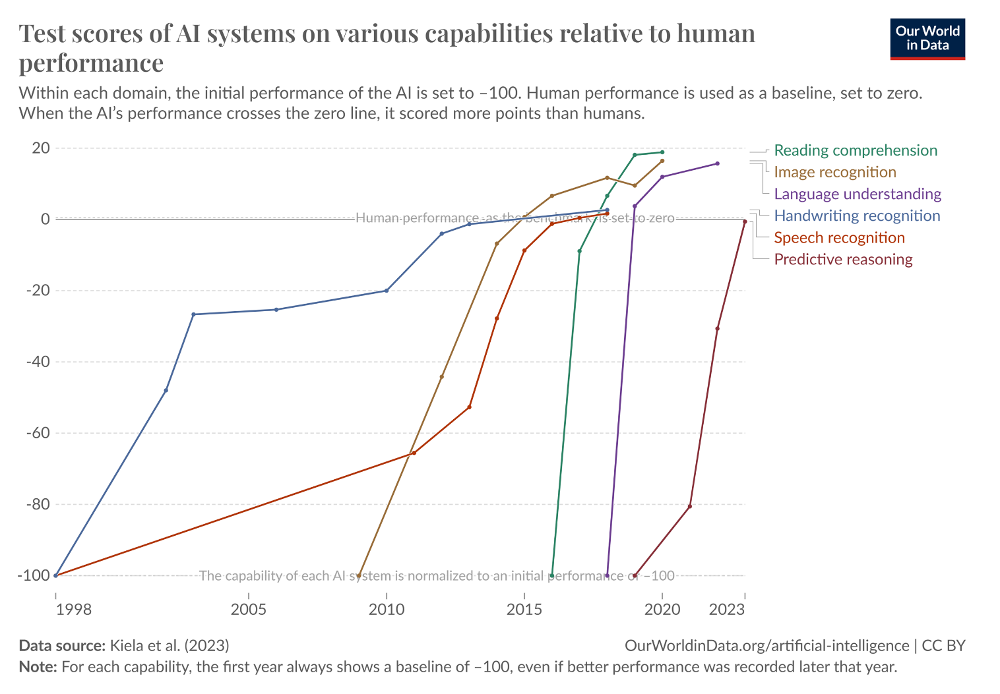 Test scores of AI systems on various capabilities relative to human
performance
Our World
in Data
Within each domain, the initial performance of the AI is set to −100. Human performance is used as a baseline, set to zero.
When the AI's performance crosses the zero line, it scored more points than humans.
20
0
-20
-40
-60
-80
-100
Human performance, as the benchmark, is set to zero
The capability of each AI system is normalized to an initial performance of −100
Reading comprehension
Image recognition
Language understanding
Handwriting recognition
Speech recognition
Predictive reasoning
1998
2005
2010
2015
2020
2023
Data source: Kiela et al. (2023)
OurWorldinData.org/artificial-intelligence | CC BY
Note: For each capability, the first year always shows a baseline of −100, even if better performance was recorded later that year.